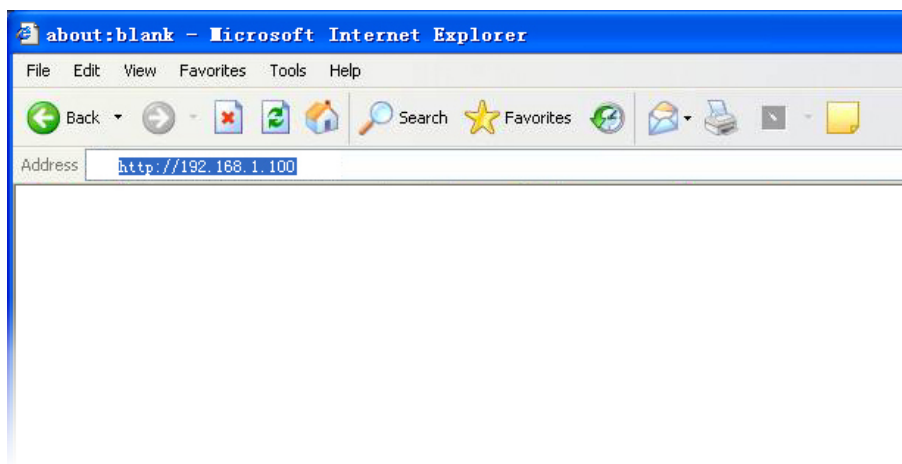 about:blank - Microsoft Internet Explorer
File Edit View Favorites Tools Help
Back Search Favorites
Address http://192.168.1.100